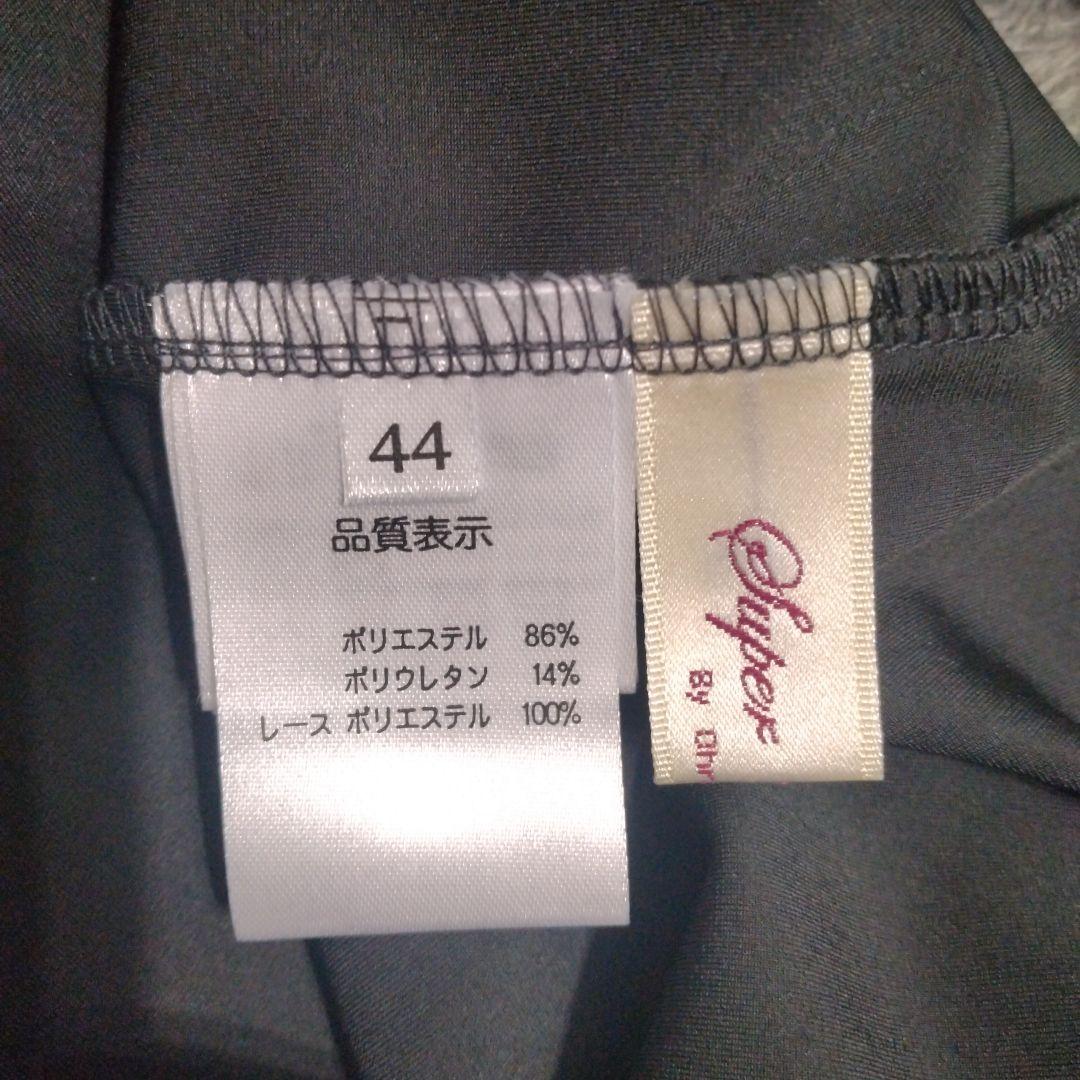 44
品質表示
ポリエステル 86%
ポリウレタン 14%
レース ポリエステル 100%
By Chr